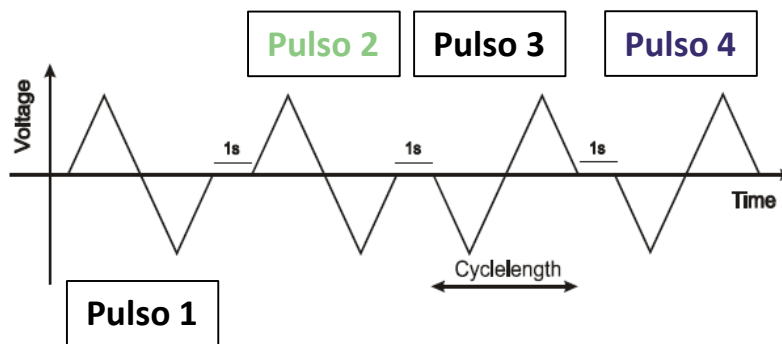 Pulso 2
Pulso 3
Pulso 4
Voltage
1s
1s
1s
Time
Cyclelength
Pulso 1